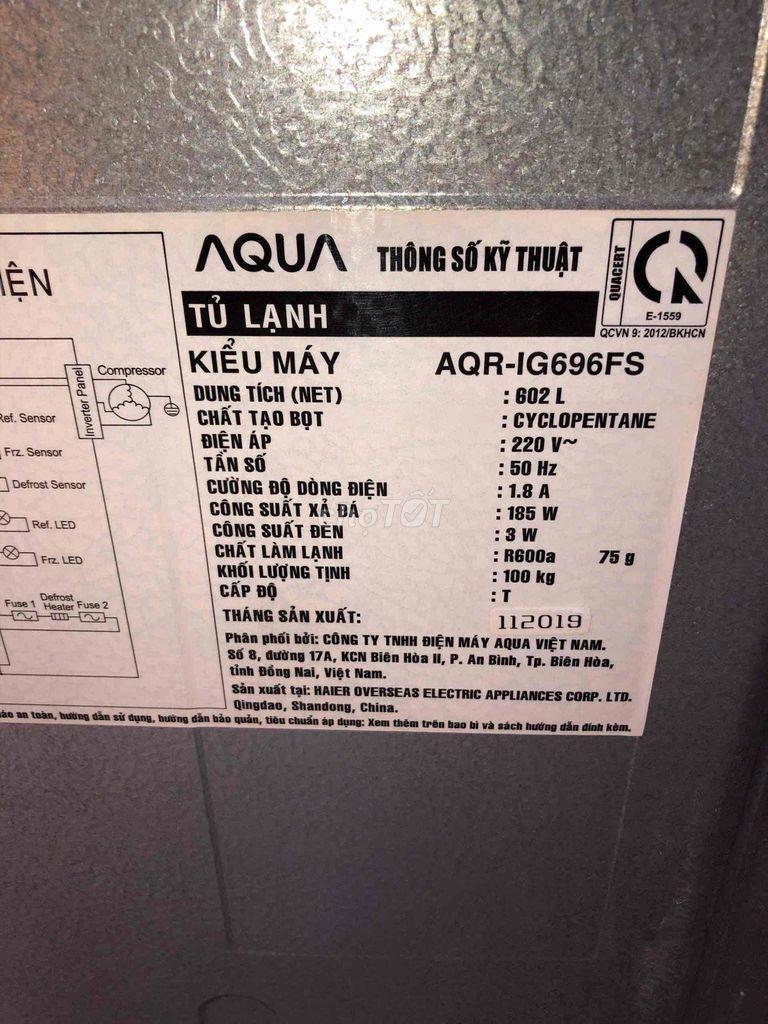 AQUA THÔNG SỐ KỸ THUẬT
QUACERT
E-1559
QCVN 9: 2012/BKHCN
TỦ LẠNH
KIỂU MÁY AQR-IG696FS
DUNG TÍCH (NET) : 602 L
CHẤT TẠO BỌT : CYCLOPENTANE
ĐIỆN ÁP : 220 V~
TẦN SỐ : 50 Hz
CƯỜNG ĐỘ DÒNG ĐIỆN : 1.8 A
CÔNG SUẤT XẢ ĐÁ : 185 W
CÔNG SUẤT ĐÈN : 3 W
CHẤT LÀM LẠNH : R600a 75 g
KHỐI LƯỢNG TỊNH : 100 kg
CẤP ĐỘ : T
THÁNG SẢN XUẤT: 112019
Phân phối bởi: CÔNG TY TNHH ĐIỆN MÁY AQUA VIỆT NAM.
Số 8, đường 17A, KCN Biên Hòa II, P. An Bình, Tp. Biên Hòa,
tỉnh Đồng Nai, Việt Nam.
Sản xuất tại: HAIER OVERSEAS ELECTRIC APPLIANCES CORP. LTD.
Qingdao, Shandong, China.
áo an toàn, hướng dẫn sử dụng, hướng dẫn bảo quản, tiêu chuẩn áp dụng: Xem thêm trên bao bì và sách hướng dẫn đính kèm.
IỆN
Inverter Panel
Compressor
Ref. Sensor
Frz. Sensor
Defrost Sensor
Ref. LED
Frz. LED
Fuse 1 Defrost Heater Fuse 2
chợTỐT